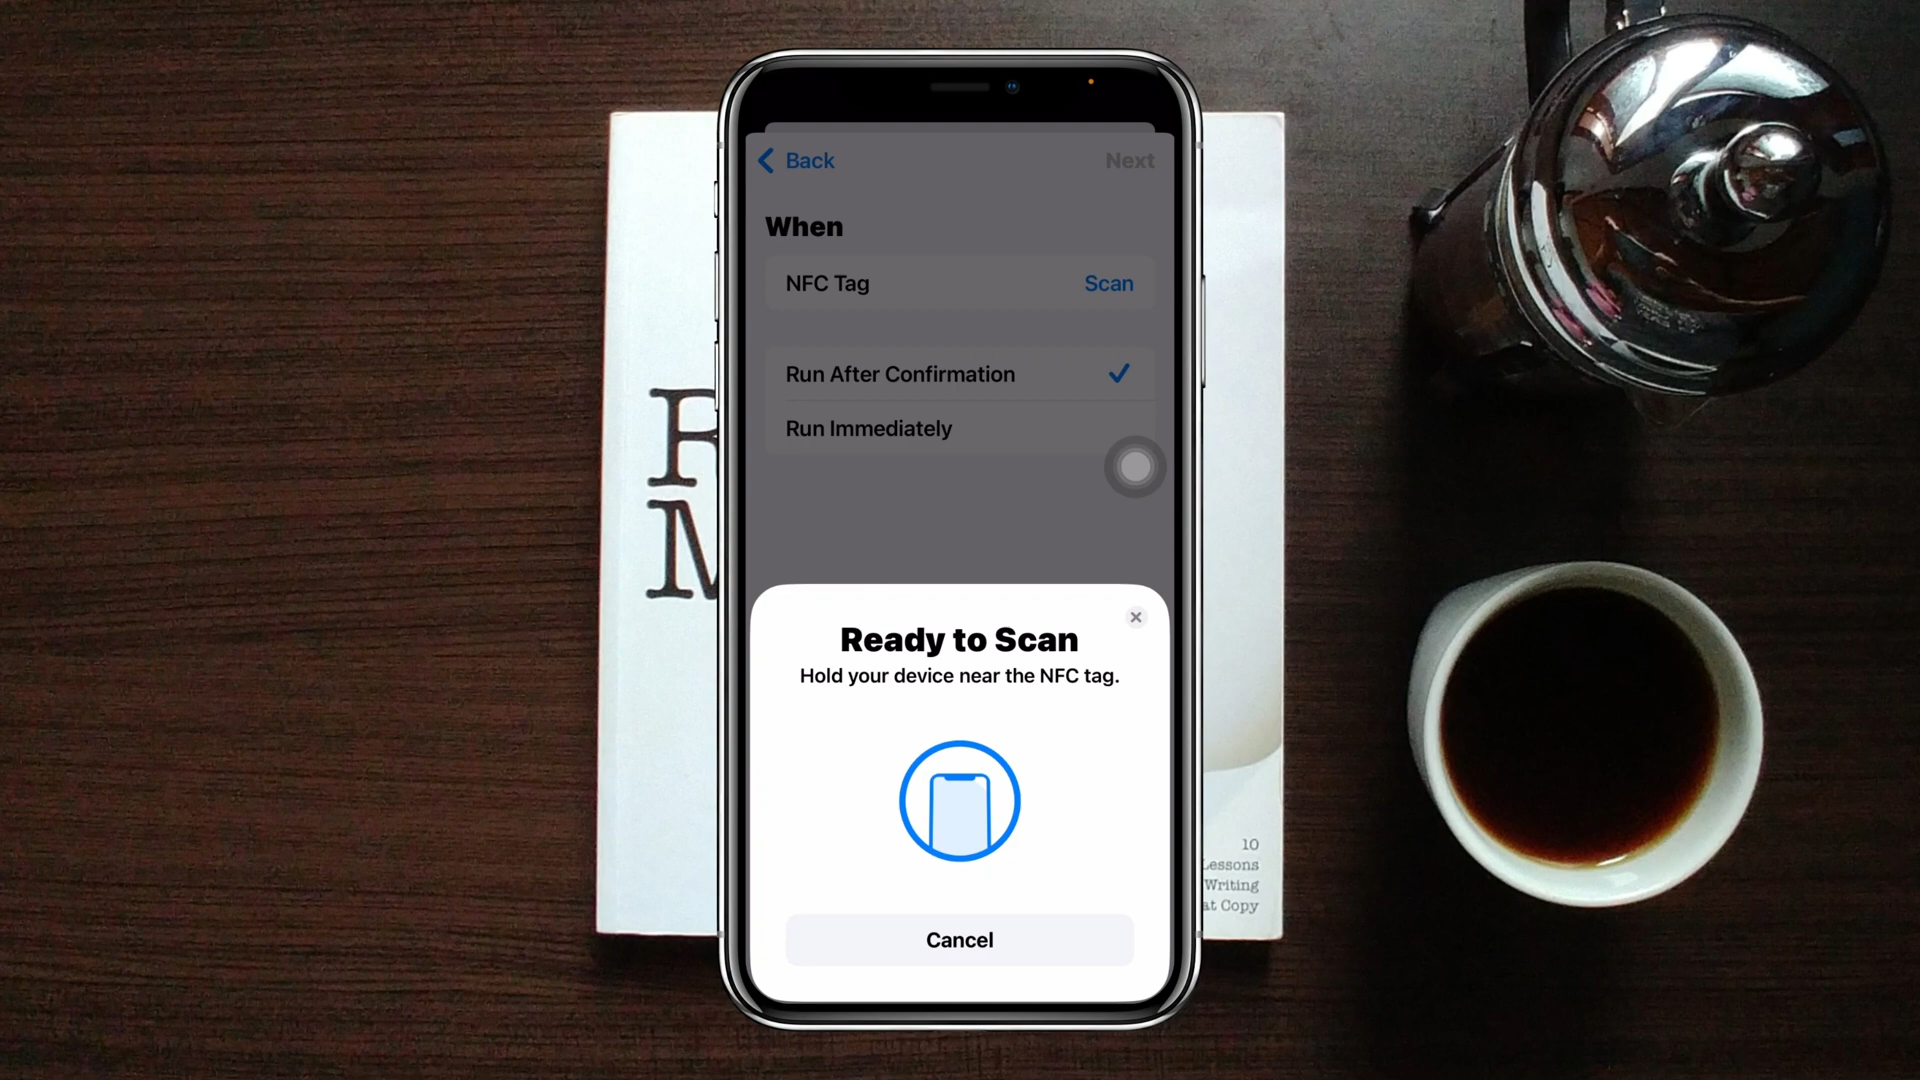 Back
Next
When
NFC Tag
Scan
Run After Confirmation
Run Immediately
Ready to Scan
Hold your device near the NFC tag.
Cancel
10
Lessons
Writing
Copy